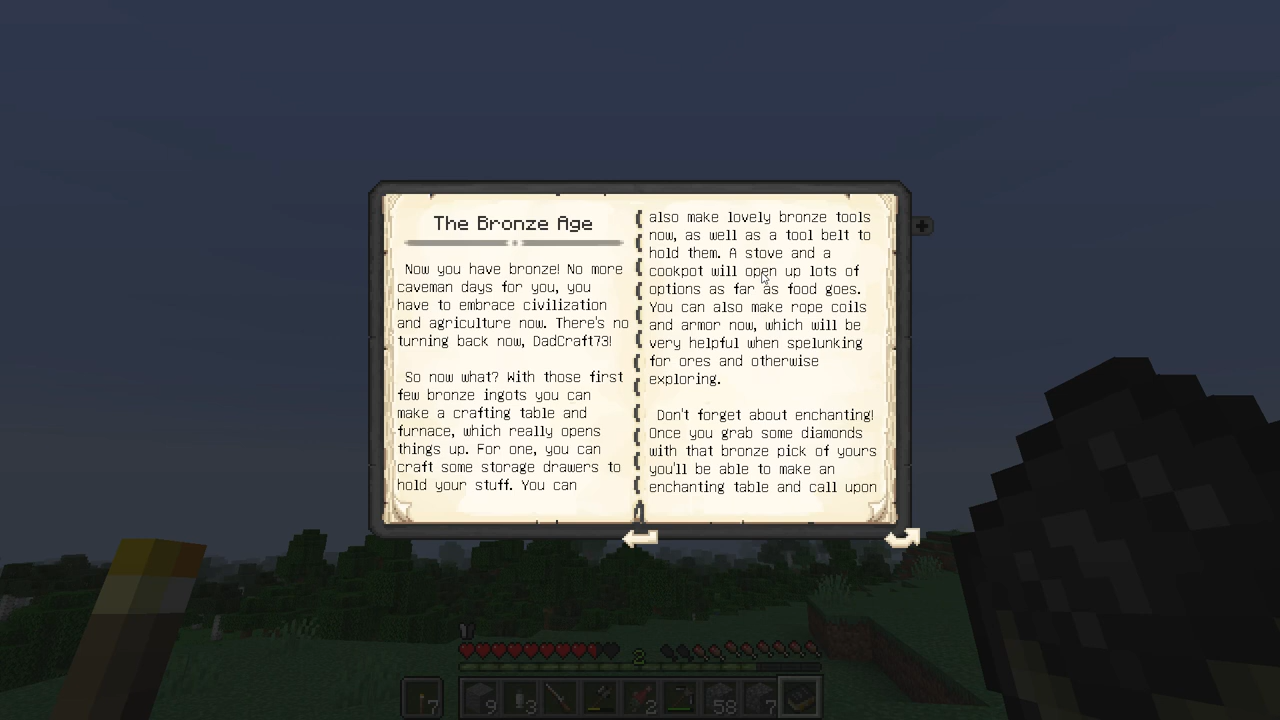 The Bronze Age
Now you have bronze! No more
caveman days for you, you
have to embrace civilization
and agriculture now. There's no
turning back now, DadCraft73!
So now what? With those first
few bronze ingots you can
make a crafting table and
furnace, which really opens
things up. For one, you can
craft some storage drawers to
hold your stuff. You can
also make lovely bronze tools
now, as well as a tool belt to
hold them. A stove and a
cookpot will open up lots of
options as far as food goes.
You can also make rope coils
and armor now, which will be
very helpful when spelunking
for ores and otherwise
exploring.
Don't forget about enchanting!
Once you grab some diamonds
with that bronze pick of yours
you'll be able to make an
enchanting table and call upon
2
7
9
3
2
58
7